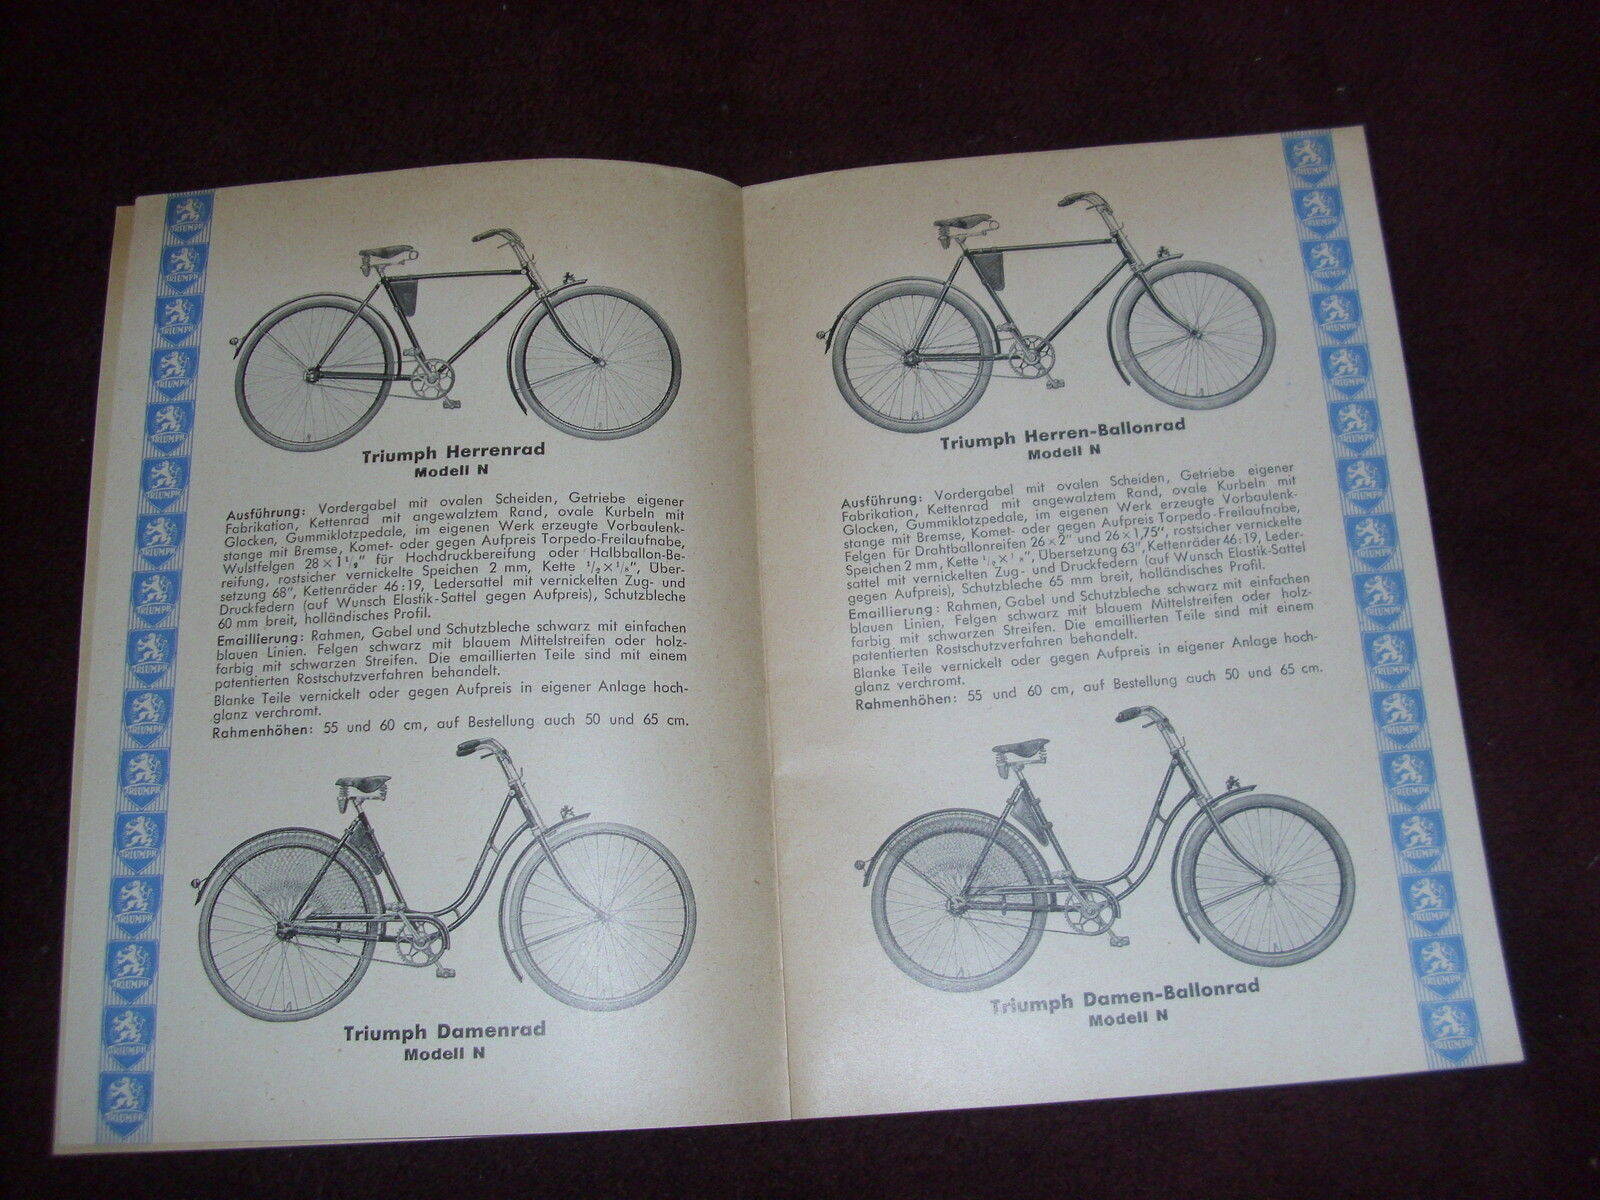 Triumph Herrenrad
Modell N
Ausführung: Vordergabel mit ovalen Scheiden, Getriebe eigener
Fabrikation, Kettenrad mit angewalztem Rand, ovale Kurbeln mit
Glocken, Gummiklotzpedale, im eigenen Werk erzeugte Vorbaulenk-
stange mit Bremse, Komet- oder gegen Aufpreis Torpedo-Freilaufnabe,
Wulstfelgen 28×1 1/2" für Hochdruckbereifung oder Halbballon-Be-
reifung, rostsicher vernickelte Speichen 2 mm, Kette 1/2×1/8", Über-
setzung 68", Kettenräder 46:19, Ledersattel mit vernickelten Zug- und
Druckfedern (auf Wunsch Elastik-Sattel gegen Aufpreis), Schutzbleche
60 mm breit, holländisches Profil.
Emaillierung: Rahmen, Gabel und Schutzbleche schwarz mit einfachen
blauen Linien. Felgen schwarz mit blauem Mittelstreifen oder holz-
farbig mit schwarzen Streifen. Die emaillierten Teile sind mit einem
patentierten Rostschutzverfahren behandelt.
Blanke Teile vernickelt oder gegen Aufpreis in eigener Anlage hoch-
glanz verchromt.
Rahmenhöhen: 55 und 60 cm, auf Bestellung auch 50 und 65 cm.
Triumph Damenrad
Modell N
Triumph Herren-Ballonrad
Modell N
Ausführung: Vordergabel mit ovalen Scheiden, Getriebe eigener
Fabrikation, Kettenrad mit angewalztem Rand, ovale Kurbeln mit
Glocken, Gummiklotzpedale, im eigenen Werk erzeugte Vorbaulenk-
stange mit Bremse, Komet- oder gegen Aufpreis Torpedo-Freilaufnabe,
Felgen für Drahtballonreifen 26×2" und 26×1,75", rostsicher vernickelte
Speichen 2 mm, Kette 1/2×1/8", Übersetzung 63", Kettenräder 46:19, Leder-
sattel mit vernickelten Zug- und Druckfedern (auf Wunsch Elastik-Sattel
gegen Aufpreis), Schutzbleche 65 mm breit, holländisches Profil.
Emaillierung: Rahmen, Gabel und Schutzbleche schwarz mit einfachen
blauen Linien, Felgen schwarz mit blauem Mittelstreifen oder holz-
farbig mit schwarzen Streifen. Die emaillierten Teile sind mit einem
patentierten Rostschutzverfahren behandelt.
Blanke Teile vernickelt oder gegen Aufpreis in eigener Anlage hoch-
glanz verchromt.
Rahmenhöhen: 55 und 60 cm, auf Bestellung auch 50 und 65 cm.
Triumph Damen-Ballonrad
Modell N
TRIUMPH